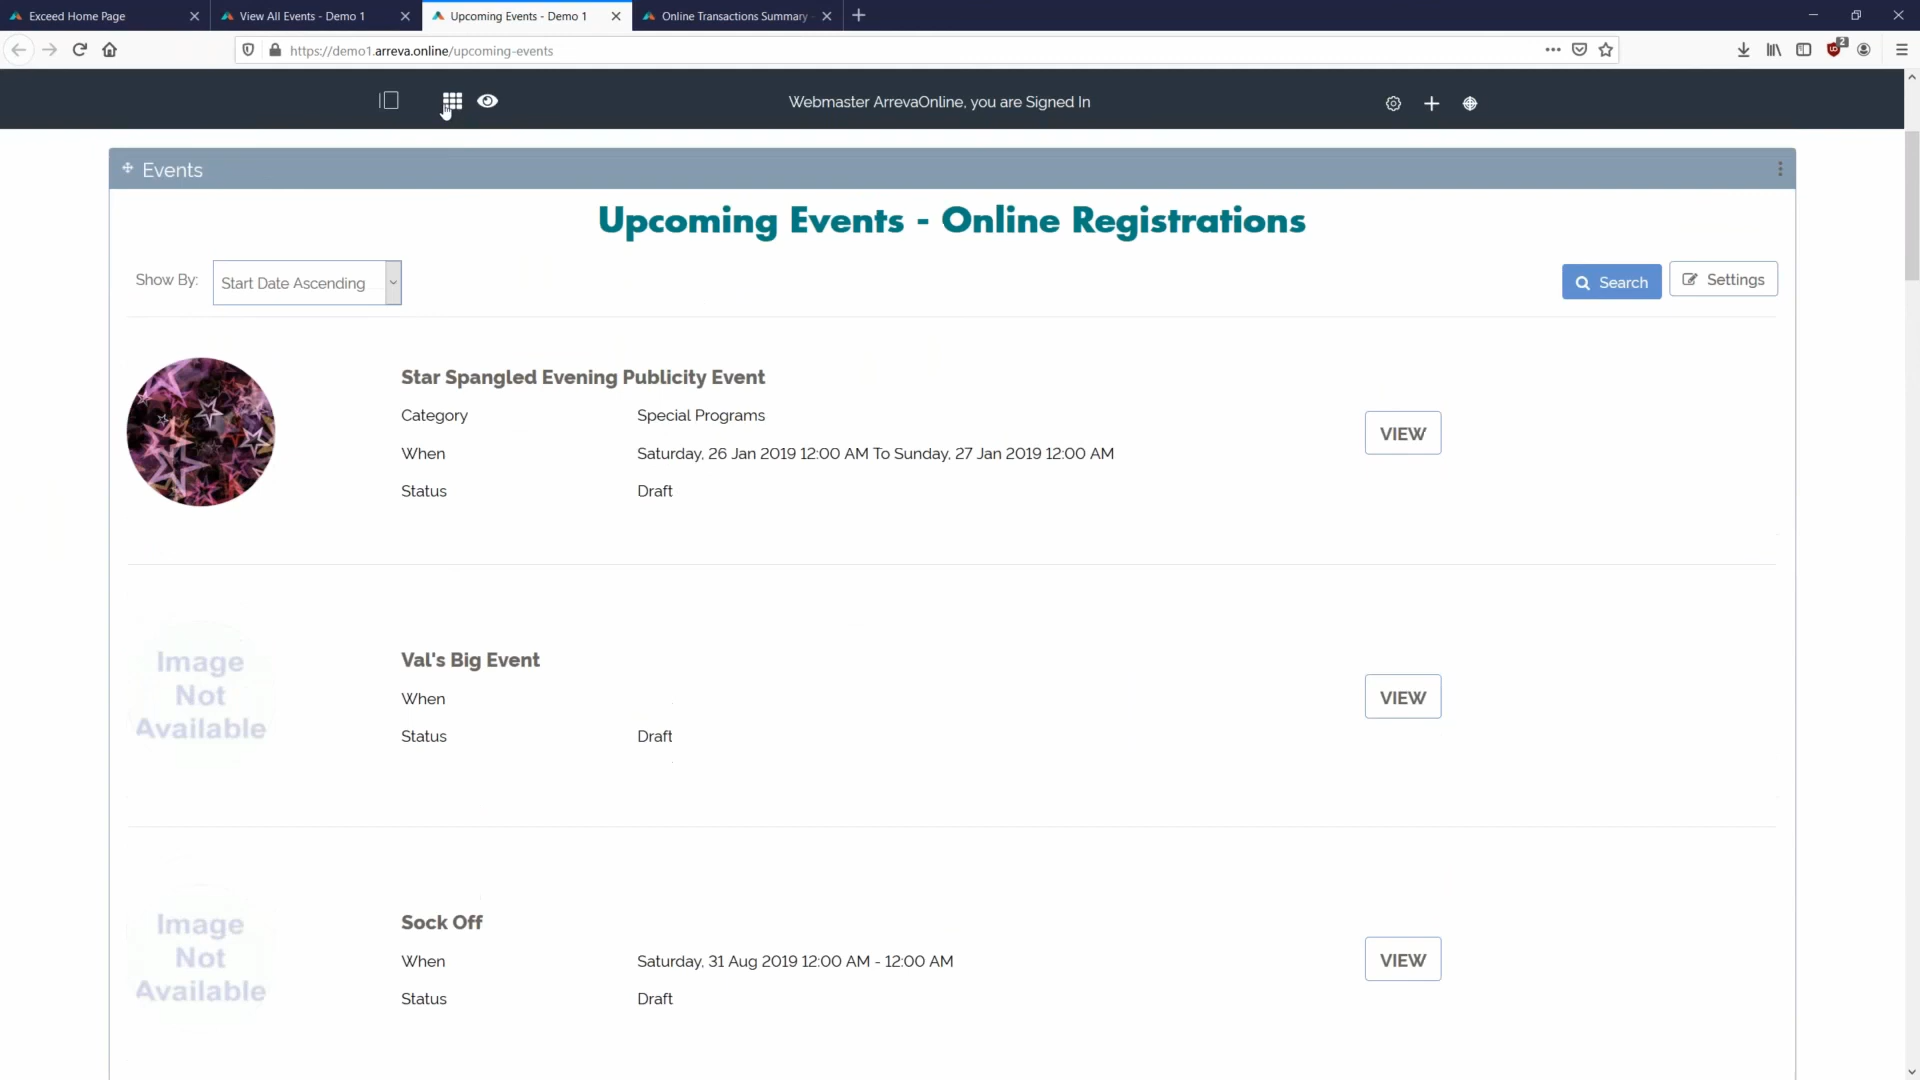 Exceed Home Page
View All Events - Demo 1
Upcoming Events - Demo 1
Online Transactions Summary -
https://demo1.arreva.online/upcoming-events
2
Webmaster ArrevaOnline, you are Signed In
Events
Upcoming Events - Online Registrations
Show By: Start Date Ascending
Search Settings
Star Spangled Evening Publicity Event
Category Special Programs
When Saturday, 26 Jan 2019 12:00 AM To Sunday, 27 Jan 2019 12:00 AM
Status Draft
VIEW
Image Not Available
Val's Big Event
When
Status Draft
VIEW
Image Not Available
Sock Off
When Saturday, 31 Aug 2019 12:00 AM - 12:00 AM
Status Draft
VIEW